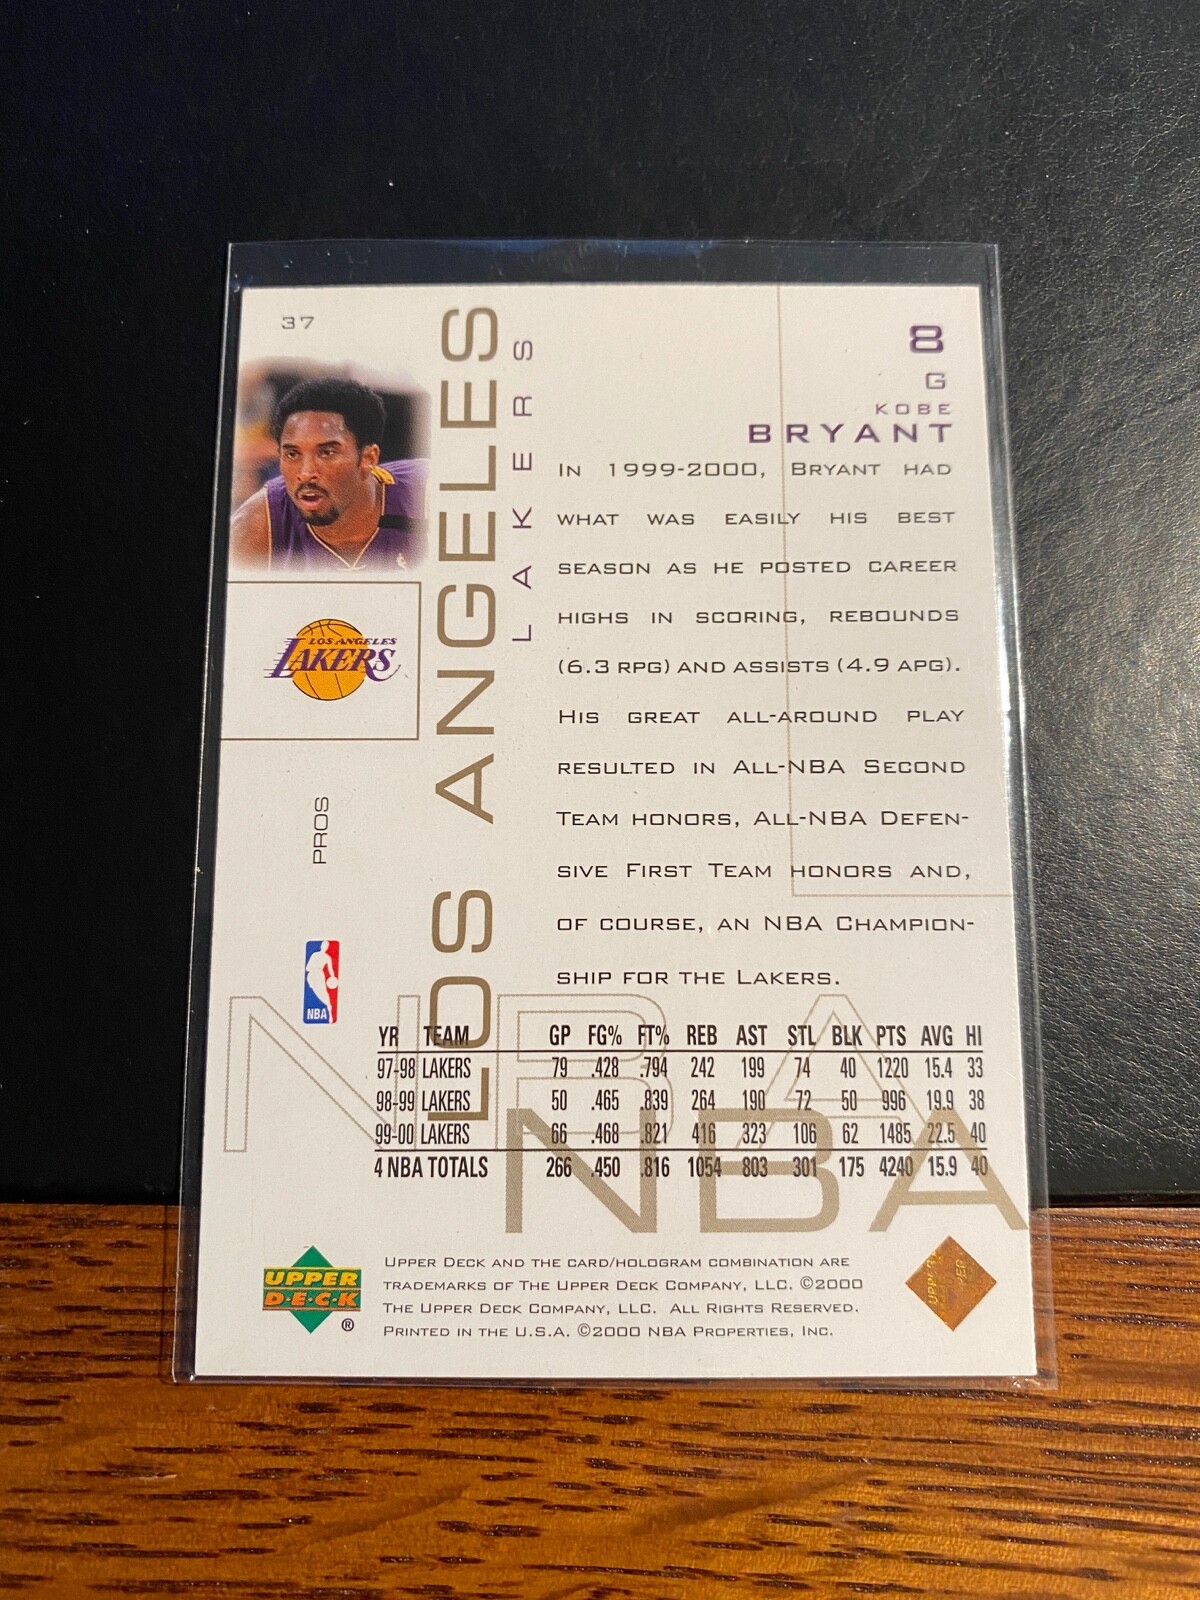 37
8
G
KOBE
BRYANT
LOS ANGELES
LAKERS
LOS ANGELES
LAKERS
PROS
NBA
IN 1999-2000, BRYANT HAD
WHAT WAS EASILY HIS BEST
SEASON AS HE POSTED CAREER
HIGHS IN SCORING, REBOUNDS
(6.3 RPG) AND ASSISTS (4.9 APG).
HIS GREAT ALL-AROUND PLAY
RESULTED IN ALL-NBA SECOND
TEAM HONORS, ALL-NBA DEFEN-
SIVE FIRST TEAM HONORS AND,
OF COURSE, AN NBA CHAMPION-
SHIP FOR THE LAKERS.
NBA
NBA
YR TEAM GP FG% FT% REB AST STL BLK PTS AVG HI
97-98 LAKERS 79 .428 .794 242 199 74 40 1220 15.4 33
98-99 LAKERS 50 .465 .839 264 190 72 50 996 19.9 38
99-00 LAKERS 66 .468 .821 416 323 106 62 1485 22.5 40
4 NBA TOTALS 266 .450 .816 1054 803 301 175 4240 15.9 40
UPPER
D·E·C·K
®
UPPER DECK AND THE CARD/HOLOGRAM COMBINATION ARE
TRADEMARKS OF THE UPPER DECK COMPANY, LLC. ©2000
THE UPPER DECK COMPANY, LLC. ALL RIGHTS RESERVED.
PRINTED IN THE U.S.A. ©2000 NBA PROPERTIES, INC.
UPPER